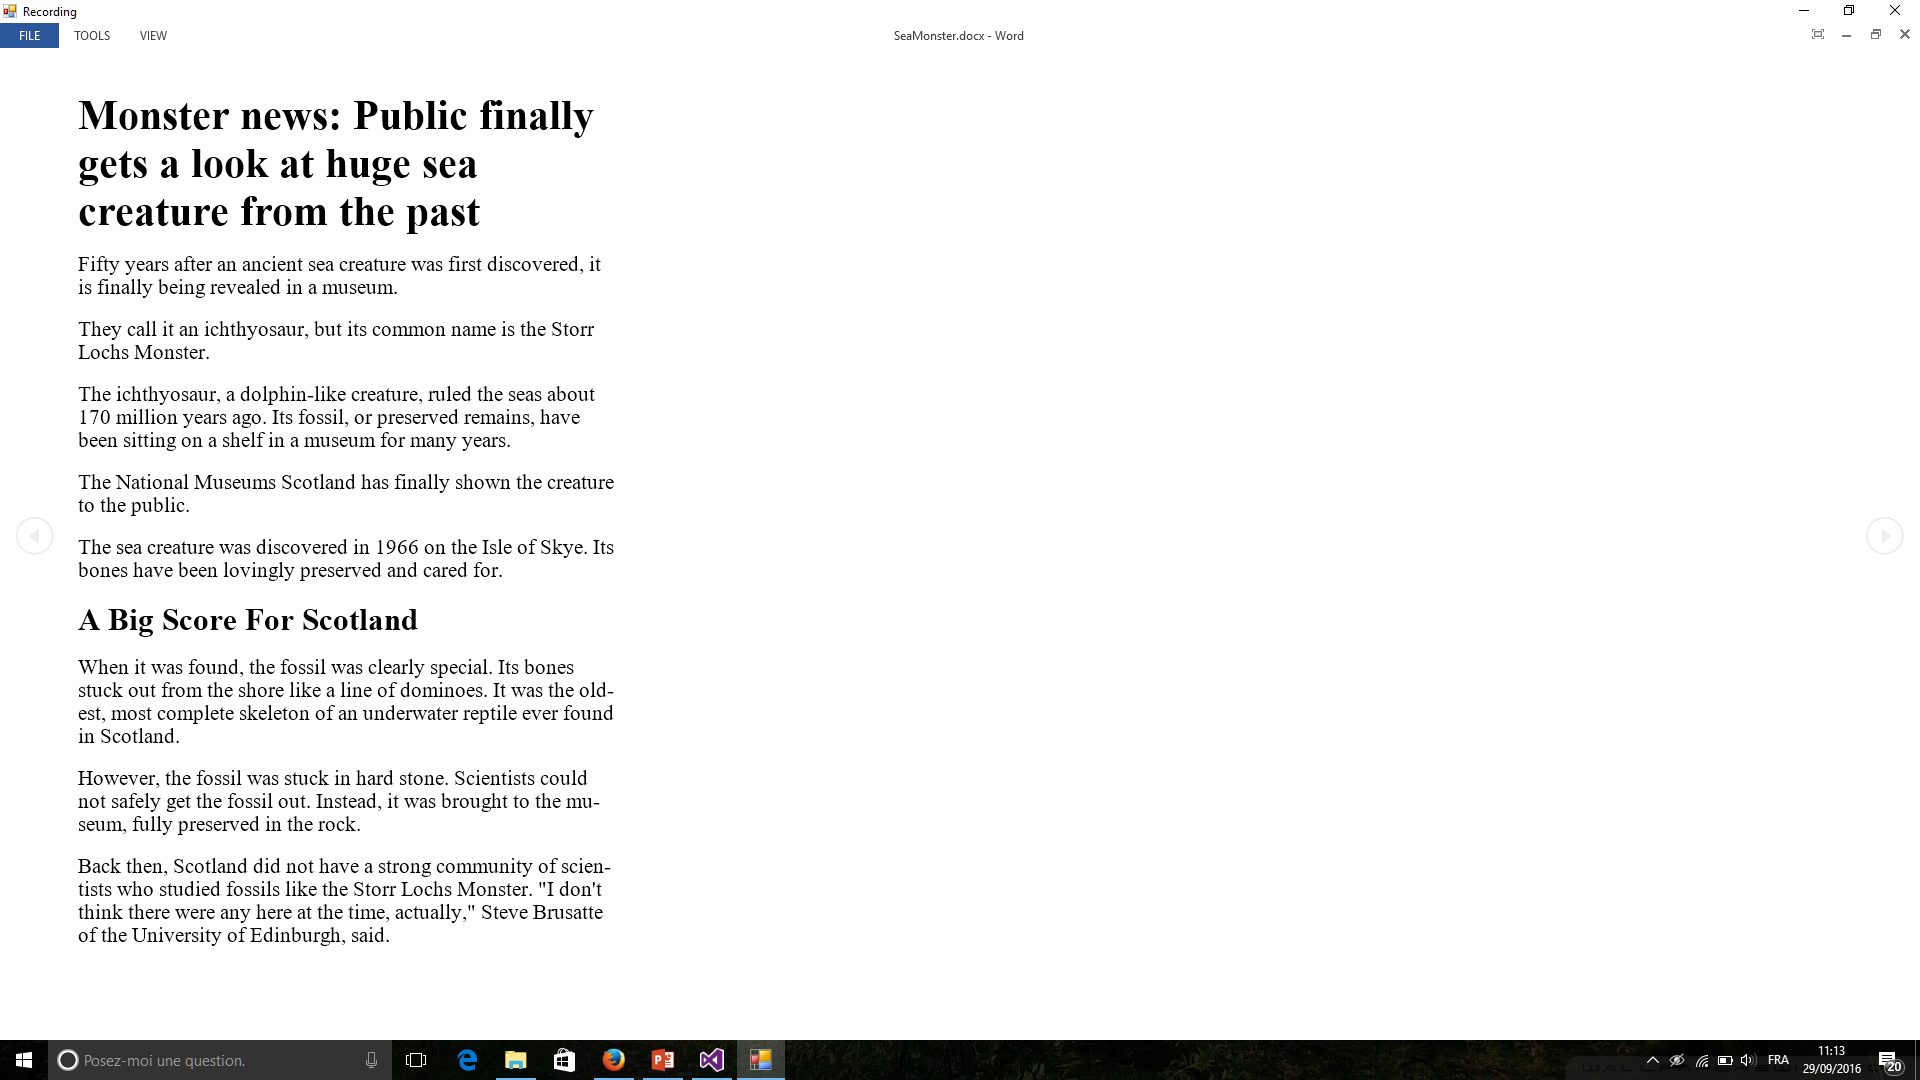 Recording
FILE TOOLS VIEW SeaMonster.docx - Word
Monster news: Public finally
gets a look at huge sea
creature from the past
Fifty years after an ancient sea creature was first discovered, it
is finally being revealed in a museum.
They call it an ichthyosaur, but its common name is the Storr
Lochs Monster.
The ichthyosaur, a dolphin-like creature, ruled the seas about
170 million years ago. Its fossil, or preserved remains, have
been sitting on a shelf in a museum for many years.
The National Museums Scotland has finally shown the creature
to the public.
The sea creature was discovered in 1966 on the Isle of Skye. Its
bones have been lovingly preserved and cared for.
A Big Score For Scotland
When it was found, the fossil was clearly special. Its bones
stuck out from the shore like a line of dominoes. It was the old-
est, most complete skeleton of an underwater reptile ever found
in Scotland.
However, the fossil was stuck in hard stone. Scientists could
not safely get the fossil out. Instead, it was brought to the mu-
seum, fully preserved in the rock.
Back then, Scotland did not have a strong community of scien-
tists who studied fossils like the Storr Lochs Monster. "I don't
think there were any here at the time, actually," Steve Brusatte
of the University of Edinburgh, said.
Posez-moi une question.
FRA
11:13
29/09/2016
20